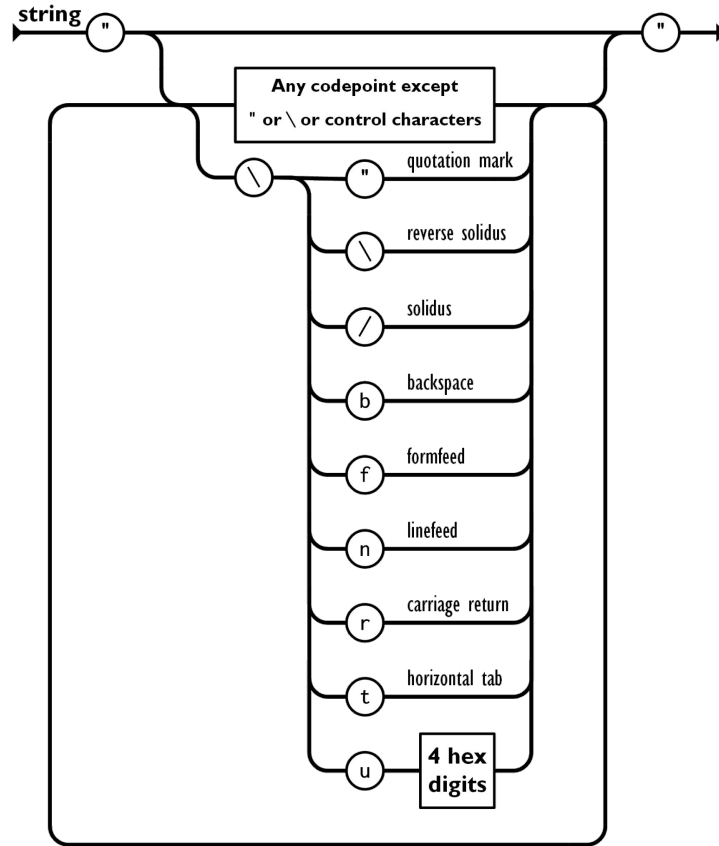 string
" "
Any codepoint except
" or \ or control characters
\ " quotation mark
\ reverse solidus
/ solidus
b backspace
f formfeed
n linefeed
r carriage return
t horizontal tab
u 4 hex
digits